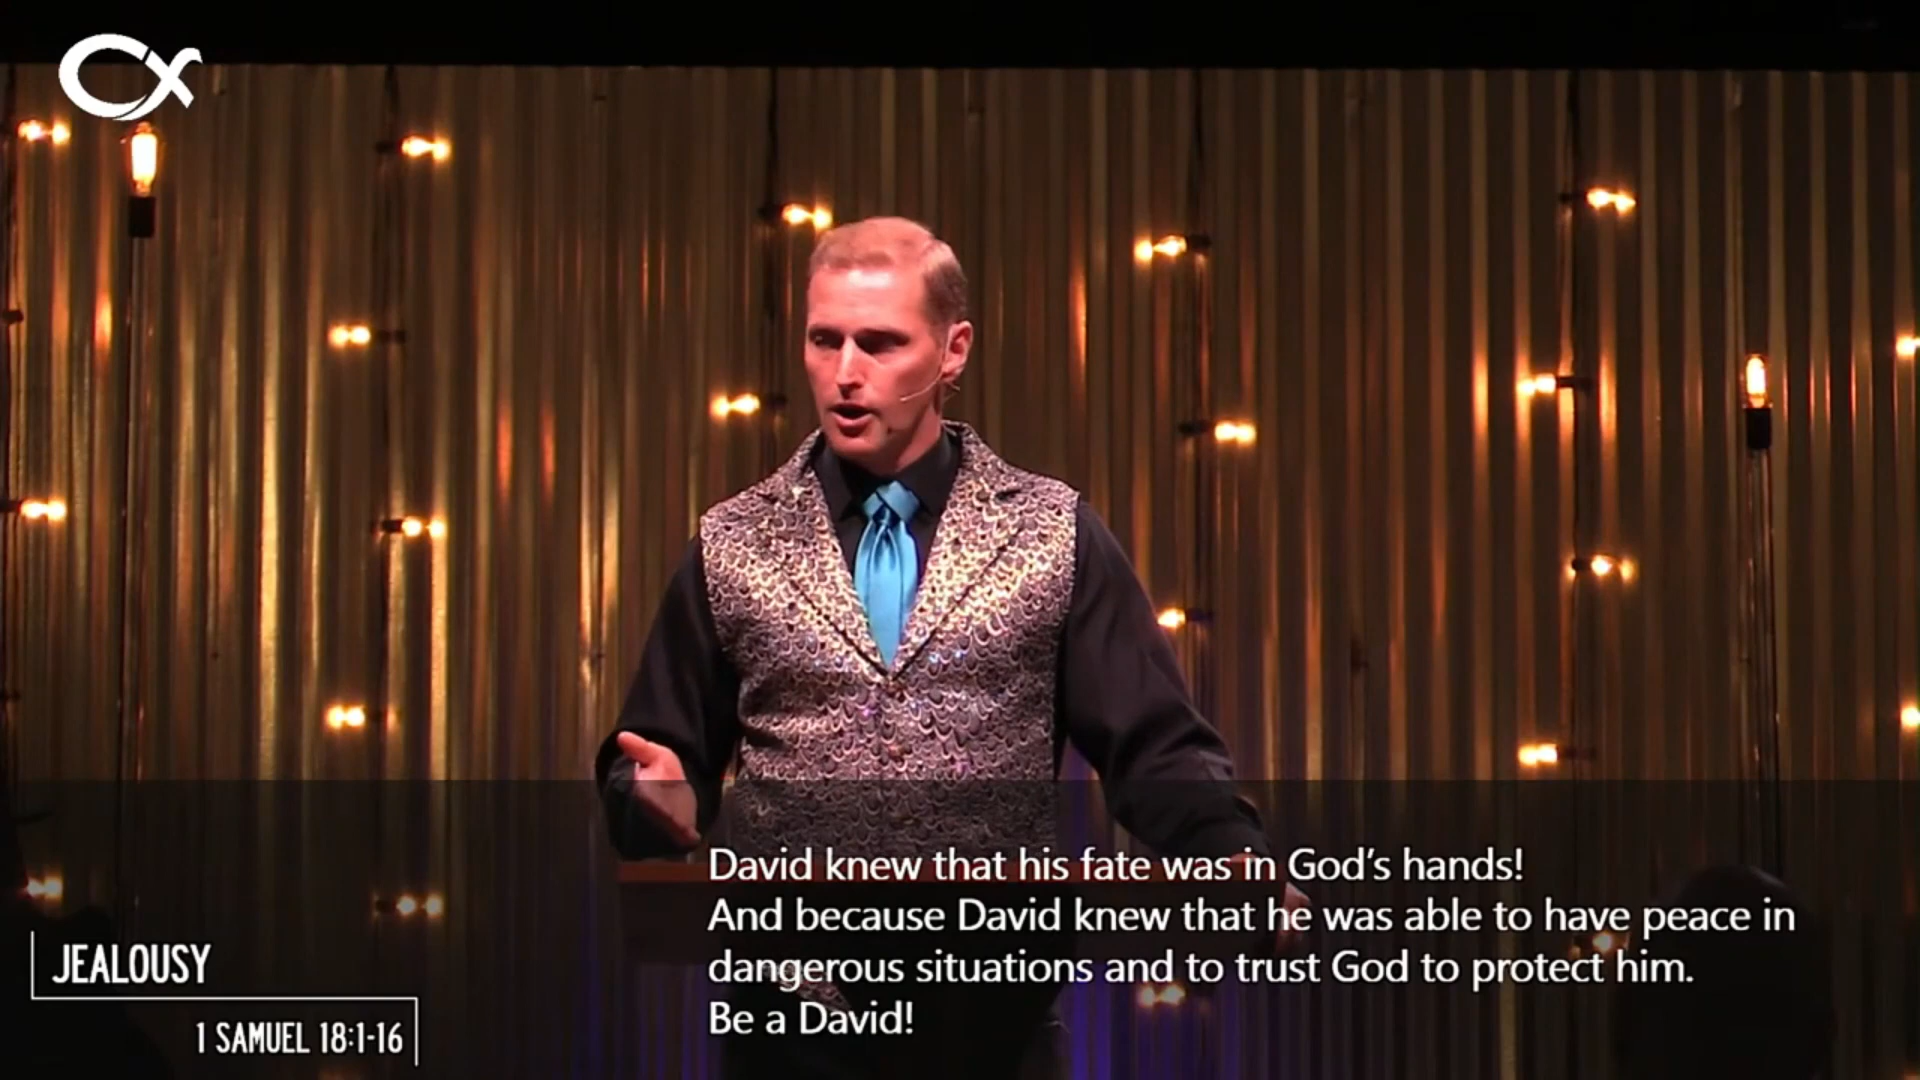 CX
David knew that his fate was in God's hands!
And because David knew that he was able to have peace in
dangerous situations and to trust God to protect him.
Be a David!
JEALOUSY
1 SAMUEL 18:1-16